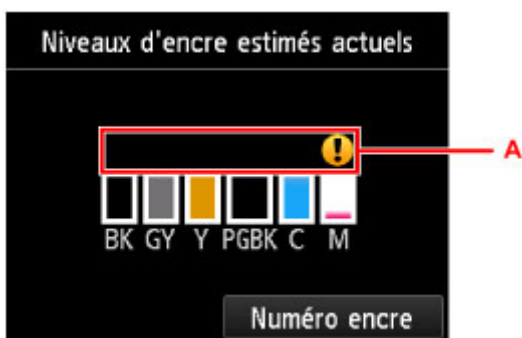 Niveaux d'encre estimés actuels
A
BK GY Y PGBK C M
Numéro encre